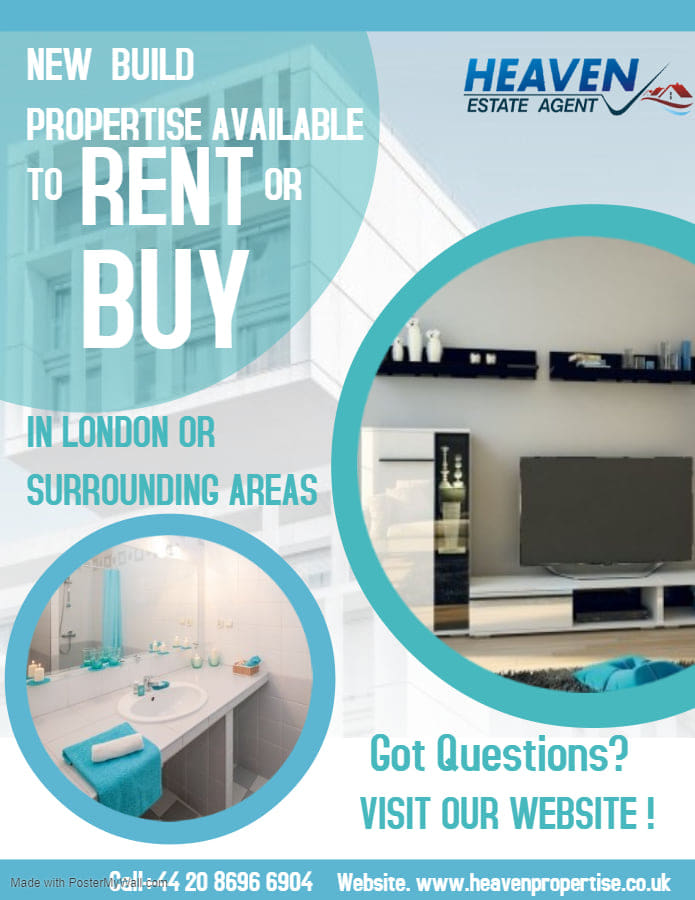 NEW BUILD
PROPERTISE AVAILABLE
TO RENT OR
BUY
HEAVEN
ESTATE AGENT
IN LONDON OR
SURROUNDING AREAS
Got Questions?
VISIT OUR WEBSITE !
Made with PosterMyWall.com
Call:+44 20 8696 6904 Website. www.heavenpropertise.co.uk